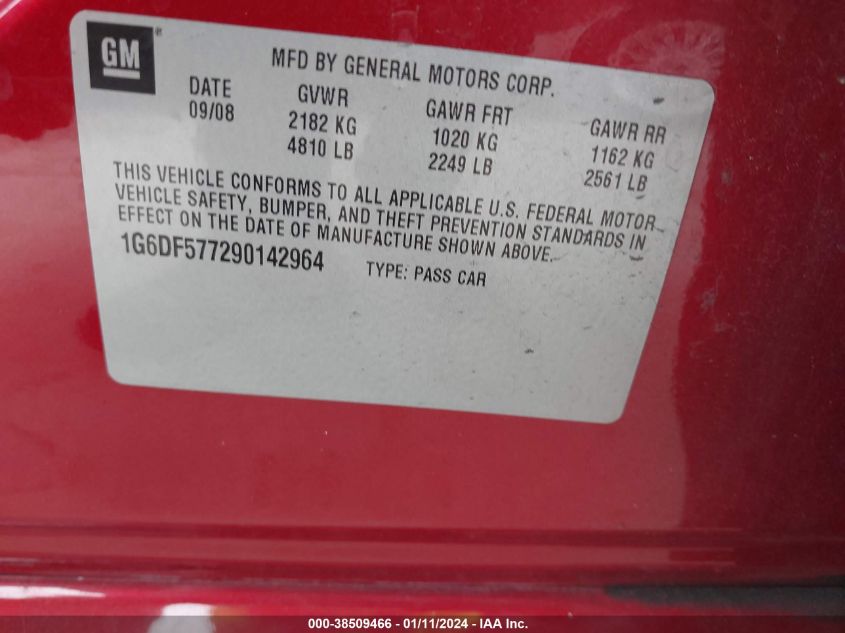 GM®
MFD BY GENERAL MOTORS CORP.
DATE GVWR GAWR FRT GAWR RR
09/08 2182 KG 1020 KG 1162 KG
4810 LB 2249 LB 2561 LB
THIS VEHICLE CONFORMS TO ALL APPLICABLE U.S. FEDERAL MOTOR
VEHICLE SAFETY, BUMPER, AND THEFT PREVENTION STANDARDS IN
EFFECT ON THE DATE OF MANUFACTURE SHOWN ABOVE.
1G6DF577290142964 TYPE: PASS CAR
000-38509466 - 01/11/2024 - IAA Inc.